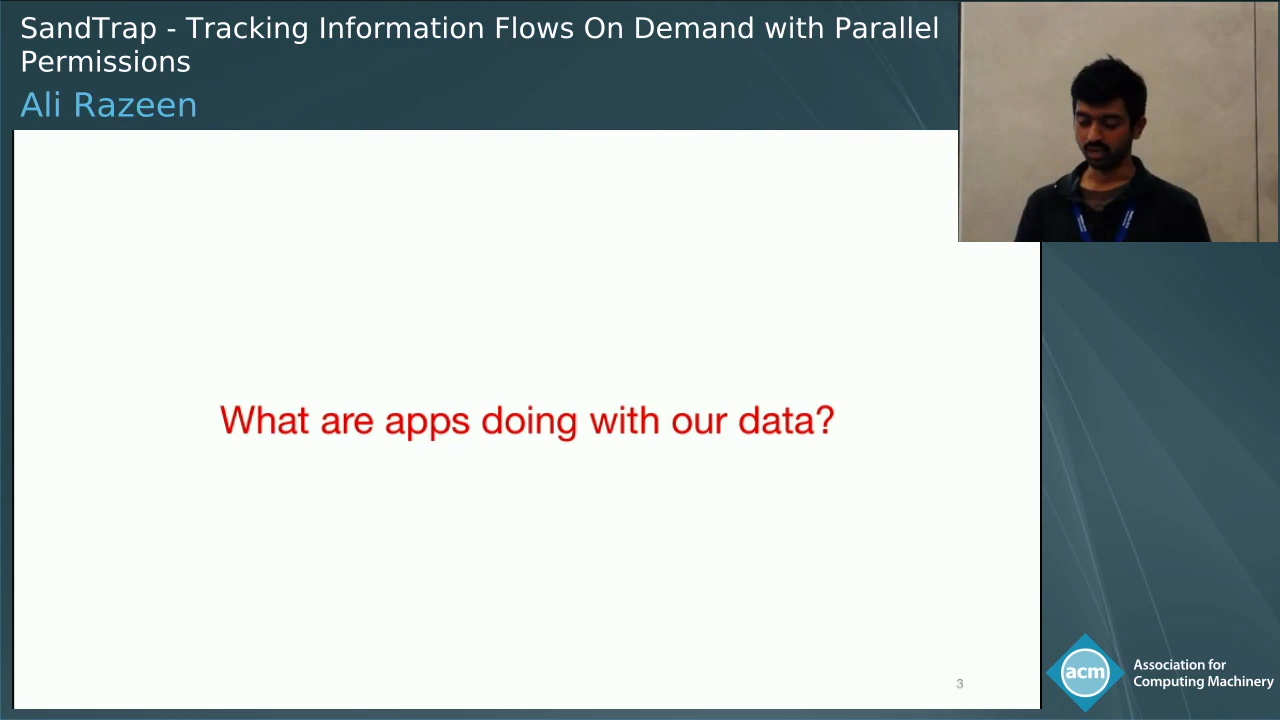 SandTrap - Tracking Information Flows On Demand with Parallel
Permissions
Ali Razeen
What are apps doing with our data?
3
acm
Association for
Computing Machinery